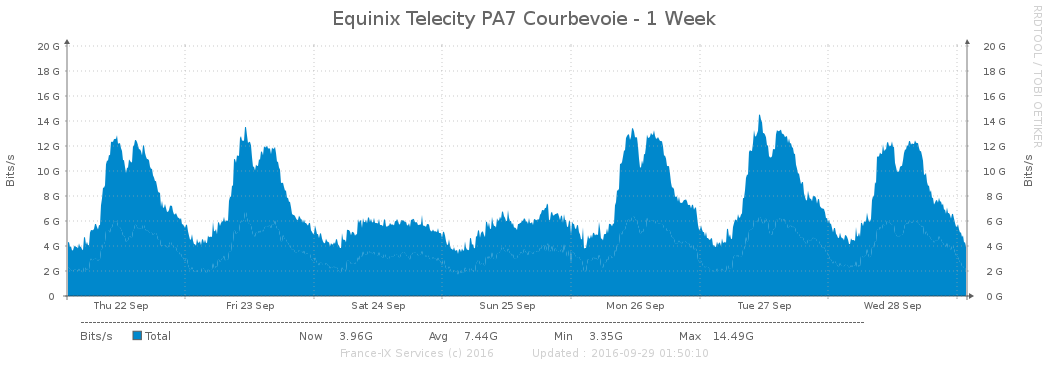 Equinix Telecity PA7 Courbevoie - 1 Week
RRDTOOL / TOBI OETIKER
Bits/s
Bits/s
20 G 20 G
18 G 18 G
16 G 16 G
14 G 14 G
12 G 12 G
10 G 10 G
8 G 8 G
6 G 6 G
4 G 4 G
2 G 2 G
0 0 G
Thu 22 Sep Fri 23 Sep Sat 24 Sep Sun 25 Sep Mon 26 Sep Tue 27 Sep Wed 28 Sep
Bits/s Total Now 3.96G Avg 7.44G Min 3.35G Max 14.49G
France-IX Services (c) 2016 Updated : 2016-09-29 01:50:10